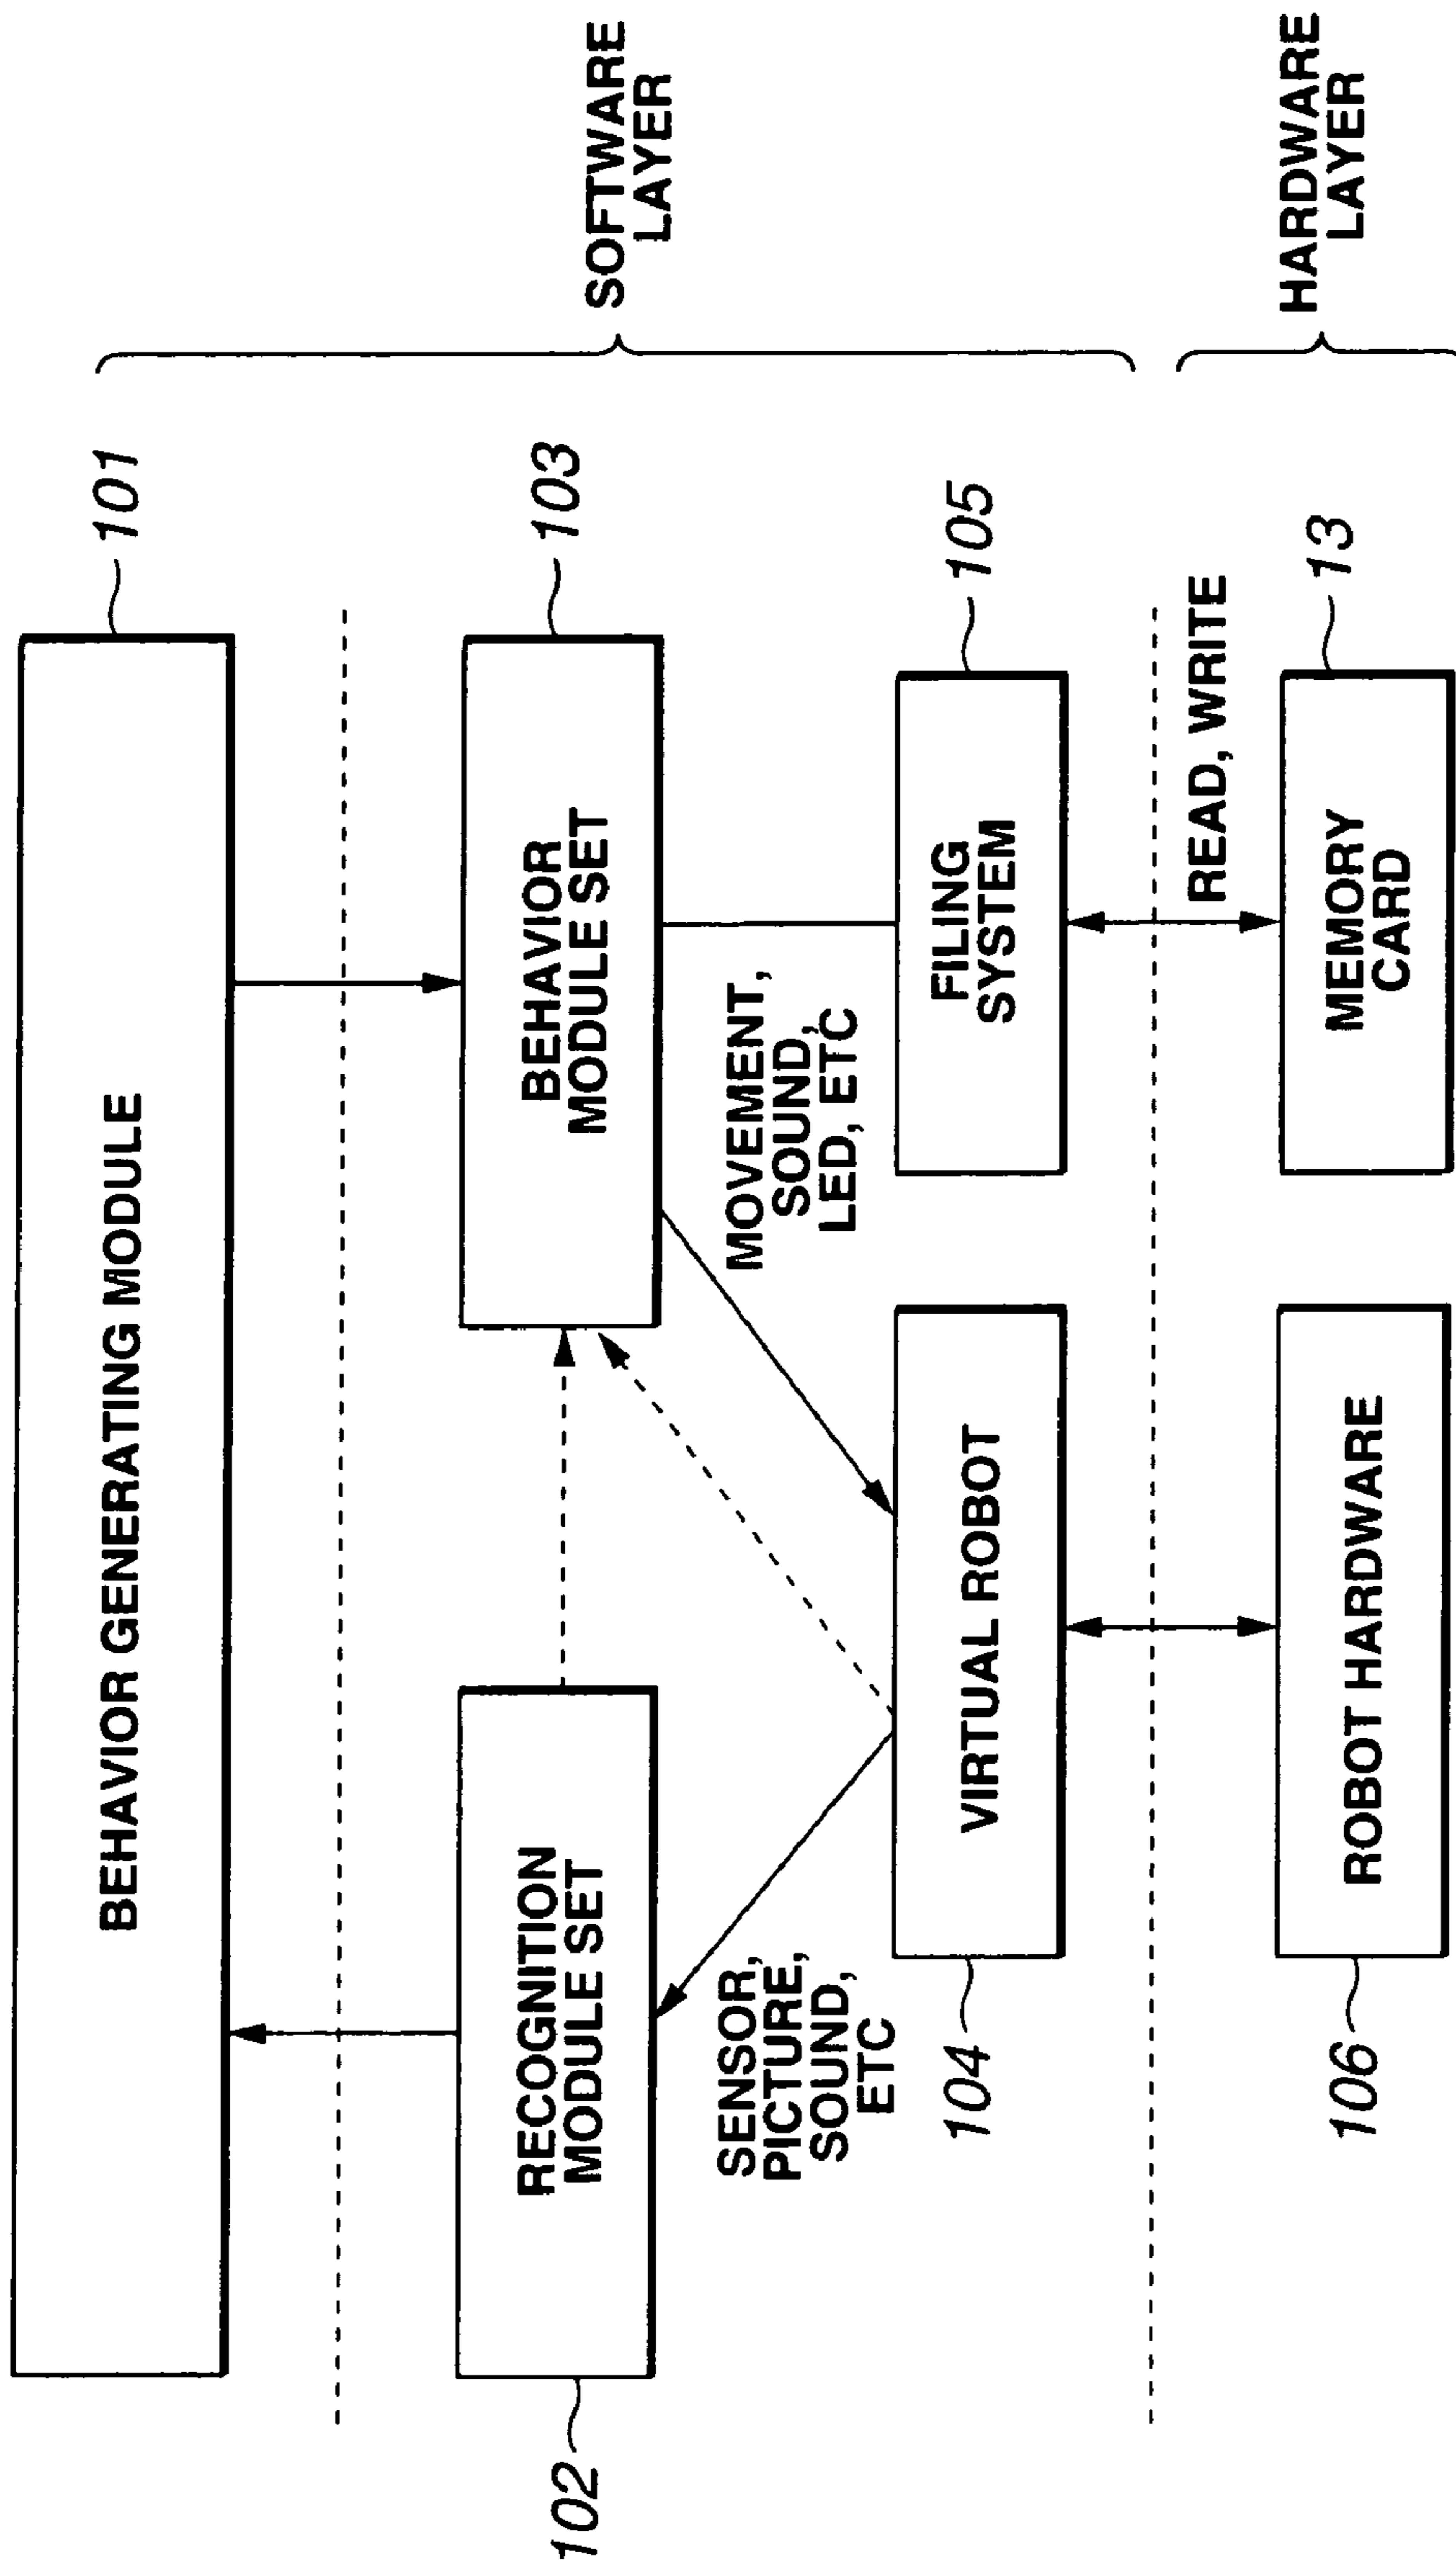 BEHAVIOR GENERATING MODULE
101
SOFTWARE
LAYER
102
RECOGNITION
MODULE SET
BEHAVIOR
MODULE SET
103
SENSOR,
PICTURE,
SOUND,
ETC
MOVEMENT,
SOUND,
LED, ETC
104
VIRTUAL ROBOT
FILING
SYSTEM
105
READ, WRITE
106
ROBOT HARDWARE
MEMORY
CARD
13
HARDWARE
LAYER